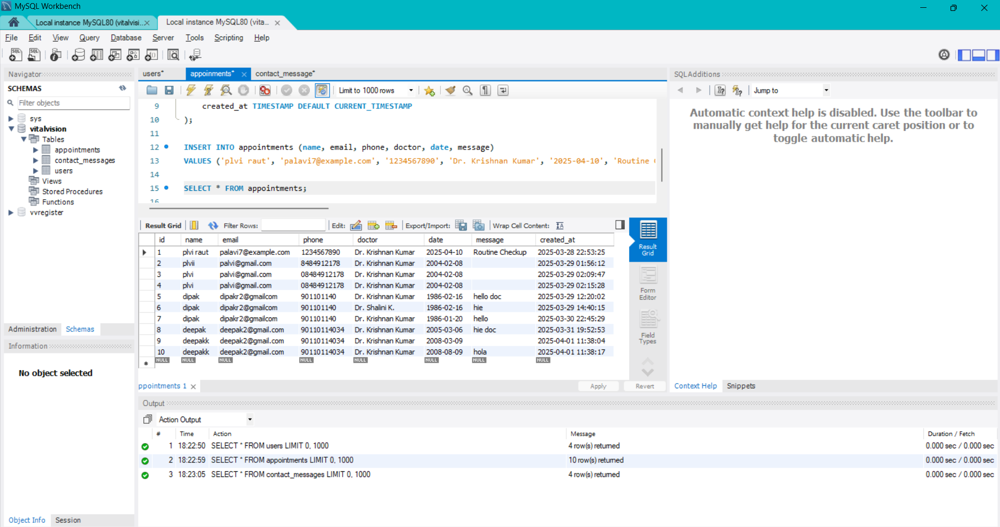 MySQL Workbench
Local instance MySQL80 (vitalvisi... Local instance MySQL80 (vita...
File Edit View Query Database Server Tools Scripting Help
Navigator
SCHEMAS
Filter objects
sys
vitalvision
Tables
appointments
contact_messages
users
Views
Stored Procedures
Functions
vvregister
Administration Schemas
Information
No object selected
Object Info Session
users* appoinments* contact_message*
Limit to 1000 rows
9 created_at TIMESTAMP DEFAULT CURRENT_TIMESTAMP
10 );
11
12 INSERT INTO appointments (name, email, phone, doctor, date, message)
13 VALUES ('plvi raut', 'palavi7@example.com', '1234567890', 'Dr. Krishnan Kumar', '2025-04-10', 'Routine
14
15 SELECT * FROM appointments;
16
Result Grid Filter Rows: Edit: Export/Import: Wrap Cell Content:
id name email phone doctor date message created_at
1 plvi raut palavi7@example.com 1234567890 Dr. Krishnan Kumar 2025-04-10 Routine Checkup 2025-03-28 22:53:25
2 plvii palvi@gmail.com 8484912178 Dr. Krishnan Kumar 2004-02-08 2025-03-29 01:56:12
3 plvi palvi@gmail.com 08484912178 Dr. Krishnan Kumar 2004-02-08 2025-03-29 02:09:47
4 plvi palvi@gmail.com 08484912178 Dr. Krishnan Kumar 2004-02-08 2025-03-29 02:15:28
5 dipak dipakr2@gmailcom 901101140 Dr. Krishnan Kumar 1986-02-16 hello doc 2025-03-29 12:20:02
6 dipak dipakr2@gmailcom 901101140 Dr. Shalini K. 1986-02-16 hie 2025-03-29 14:40:15
7 dipak dipakr2@gmailcom 901101140 Dr. Krishnan Kumar 1986-01-20 hello 2025-03-30 22:45:29
8 deepak deepak2@gmail.com 90110114034 Dr. Krishnan Kumar 2005-03-06 hie doc 2025-03-31 19:52:53
9 deepakk deepak2@gmail.com 90110114034 Dr. Krishnan Kumar 2008-03-09 2025-04-01 11:38:04
10 deepakk deepak2@gmail.com 90110114034 Dr. Krishnan Kumar 2008-08-09 hola 2025-04-01 11:38:17
NULL NULL NULL NULL NULL NULL NULL NULL
Result
Grid
Form
Editor
Field
Types
ppointments 1 Apply Revert
SQLAdditions
Jump to
Automatic context help is disabled. Use the toolbar to
manually get help for the current caret position or to
toggle automatic help.
Context Help Snippets
Output
Action Output
# Time Action Message Duration / Fetch
1 18:22:50 SELECT * FROM users LIMIT 0, 1000 4 row(s) returned 0.000 sec / 0.000 sec
2 18:22:59 SELECT * FROM appointments LIMIT 0, 1000 10 row(s) returned 0.000 sec / 0.000 sec
3 18:23:05 SELECT * FROM contact_messages LIMIT 0, 1000 4 row(s) returned 0.000 sec / 0.000 sec